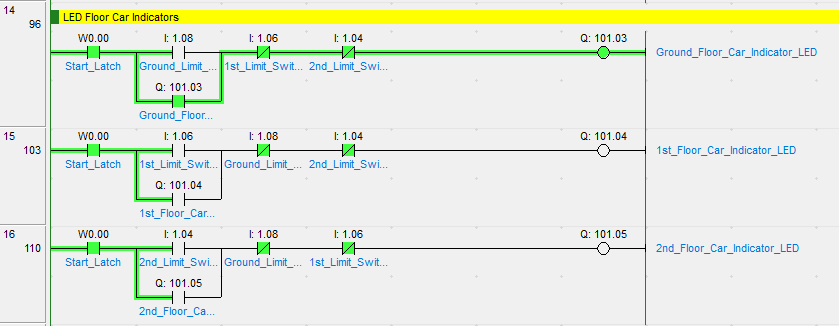 14
96
LED Floor Car Indicators
W0.00 I: 1.08 I: 1.06 I: 1.04 Q: 101.03
Start_Latch Ground_Limit_... 1st_Limit_Swit... 2nd_Limit_Swi... Ground_Floor_Car_Indicator_LED
Q: 101.03
Ground_Floor...
15
103
W0.00 I: 1.06 I: 1.08 I: 1.04 Q: 101.04
Start_Latch 1st_Limit_Swit... Ground_Limit_... 2nd_Limit_Swi... 1st_Floor_Car_Indicator_LED
Q: 101.04
1st_Floor_Car...
16
110
W0.00 I: 1.04 I: 1.08 I: 1.06 Q: 101.05
Start_Latch 2nd_Limit_Swi... Ground_Limit_... 1st_Limit_Swit... 2nd_Floor_Car_Indicator_LED
Q: 101.05
2nd_Floor_Ca...